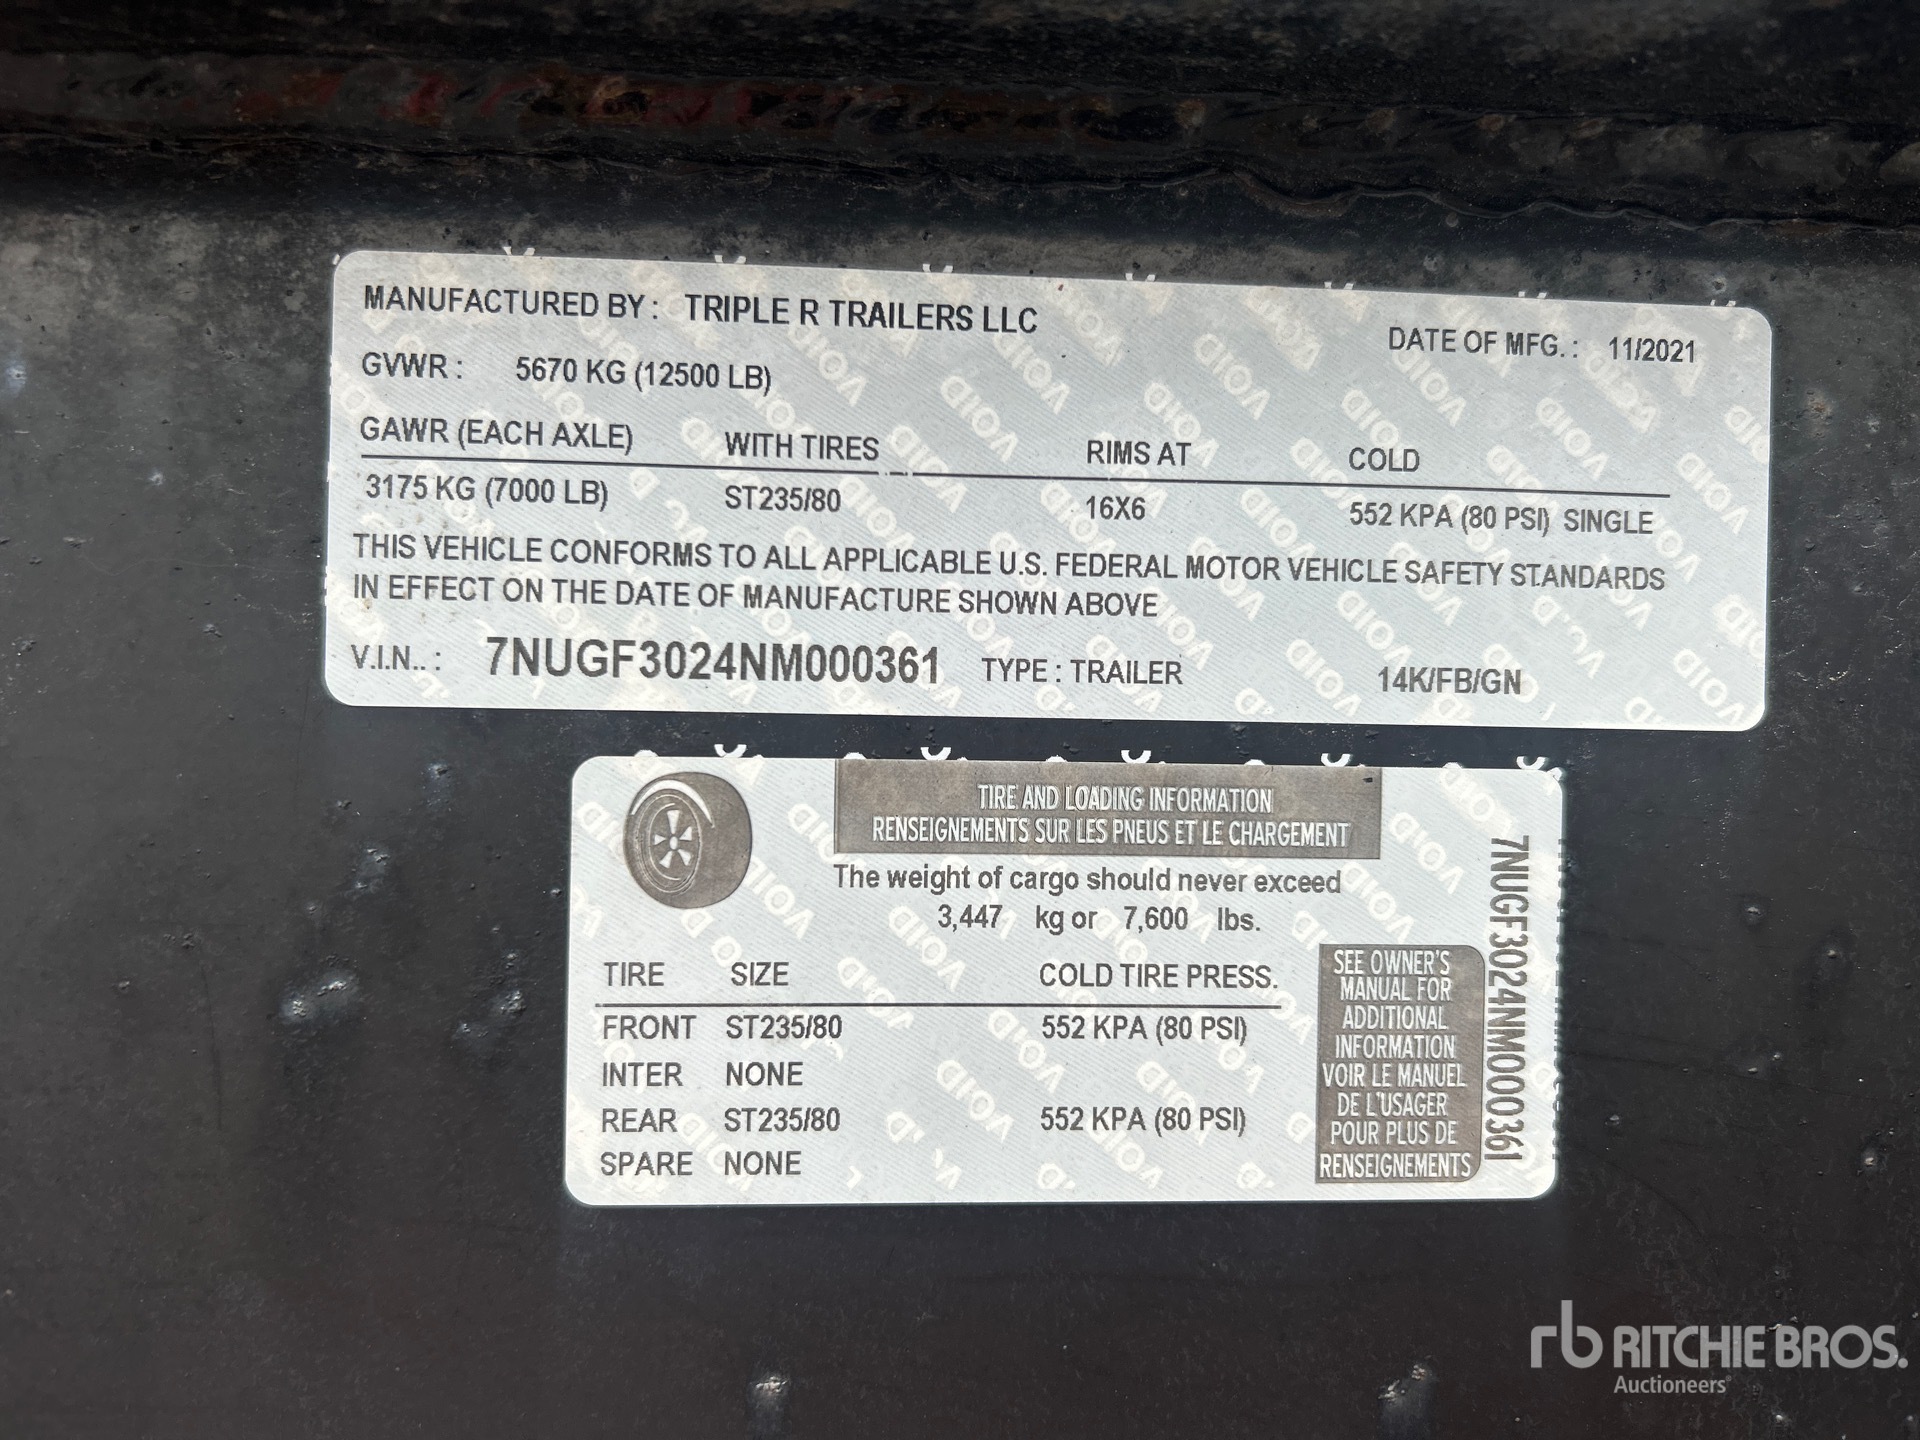 MANUFACTURED BY : TRIPLE R TRAILERS LLC
DATE OF MFG. : 11/2021
GVWR : 5670 KG (12500 LB)
GAWR (EACH AXLE) WITH TIRES RIMS AT COLD
3175 KG (7000 LB) ST235/80 16X6 552 KPA (80 PSI) SINGLE
THIS VEHICLE CONFORMS TO ALL APPLICABLE U.S. FEDERAL MOTOR VEHICLE SAFETY STANDARDS
IN EFFECT ON THE DATE OF MANUFACTURE SHOWN ABOVE
V.I.N.. : 7NUGF3024NM000361 TYPE : TRAILER 14K/FB/GN
TIRE AND LOADING INFORMATION
RENSEIGNEMENTS SUR LES PNEUS ET LE CHARGEMENT
The weight of cargo should never exceed
3,447 kg or 7,600 lbs.
TIRE SIZE COLD TIRE PRESS.
FRONT ST235/80 552 KPA (80 PSI)
INTER NONE
REAR ST235/80 552 KPA (80 PSI)
SPARE NONE
SEE OWNER'S
MANUAL FOR
ADDITIONAL
INFORMATION
VOIR LE MANUEL
DE L'USAGER
POUR PLUS DE
RENSEIGNEMENTS
7NUGF3024NM000361
rb RITCHIE BROS.
Auctioneers